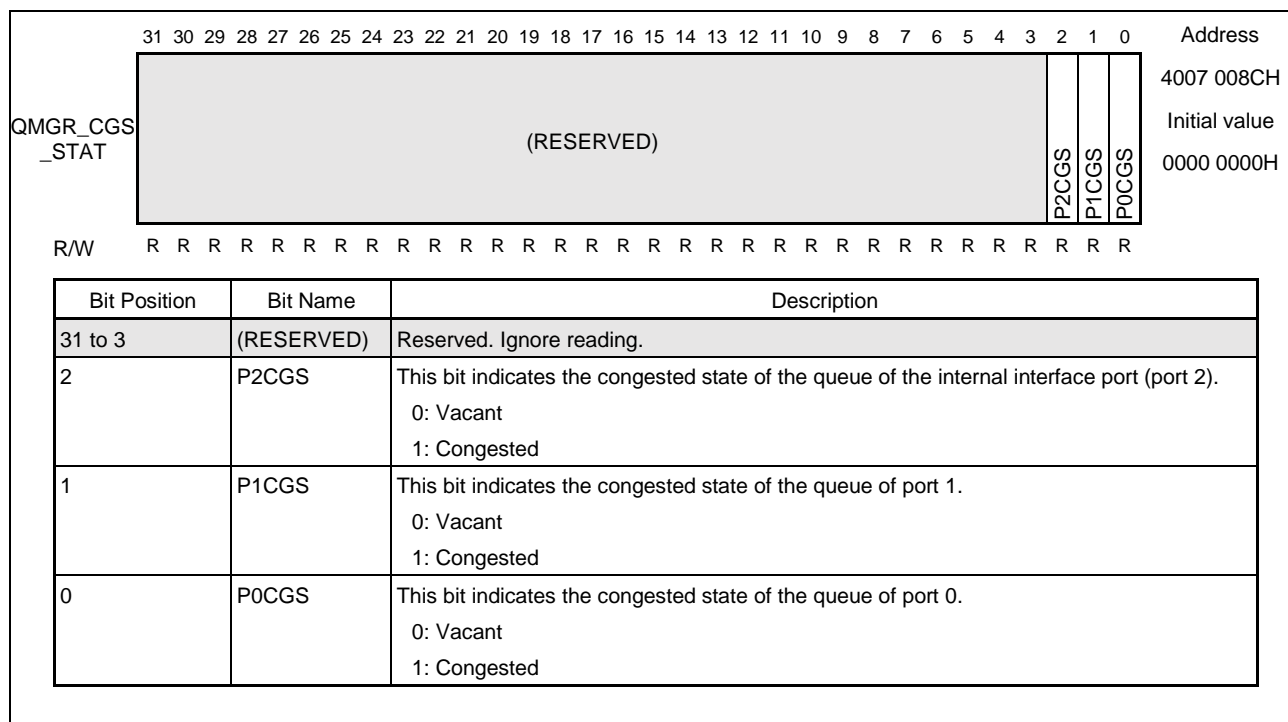 31 30 29 28 27 26 25 24 23 22 21 20 19 18 17 16 15 14 13 12 11 10 9 8 7 6 5 4 3 2 1 0 Address
4007 008CH
QMGR_CGS
_STAT
(RESERVED)
P2CGS
P1CGS
P0CGS
Initial value
0000 0000H
R/W R R R R R R R R R R R R R R R R R R R R R R R R R R R R R R R R
Bit Position Bit Name Description
31 to 3 (RESERVED) Reserved. Ignore reading.
2 P2CGS This bit indicates the congested state of the queue of the internal interface port (port 2).
0: Vacant
1: Congested
1 P1CGS This bit indicates the congested state of the queue of port 1.
0: Vacant
1: Congested
0 P0CGS This bit indicates the congested state of the queue of port 0.
0: Vacant
1: Congested